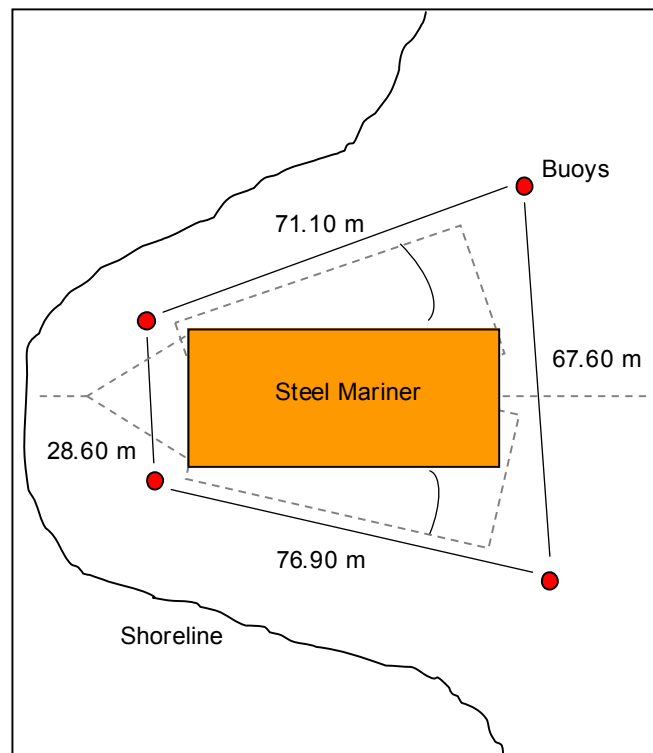 Buoys
71.10 m
67.60 m
Steel Mariner
28.60 m
76.90 m
Shoreline